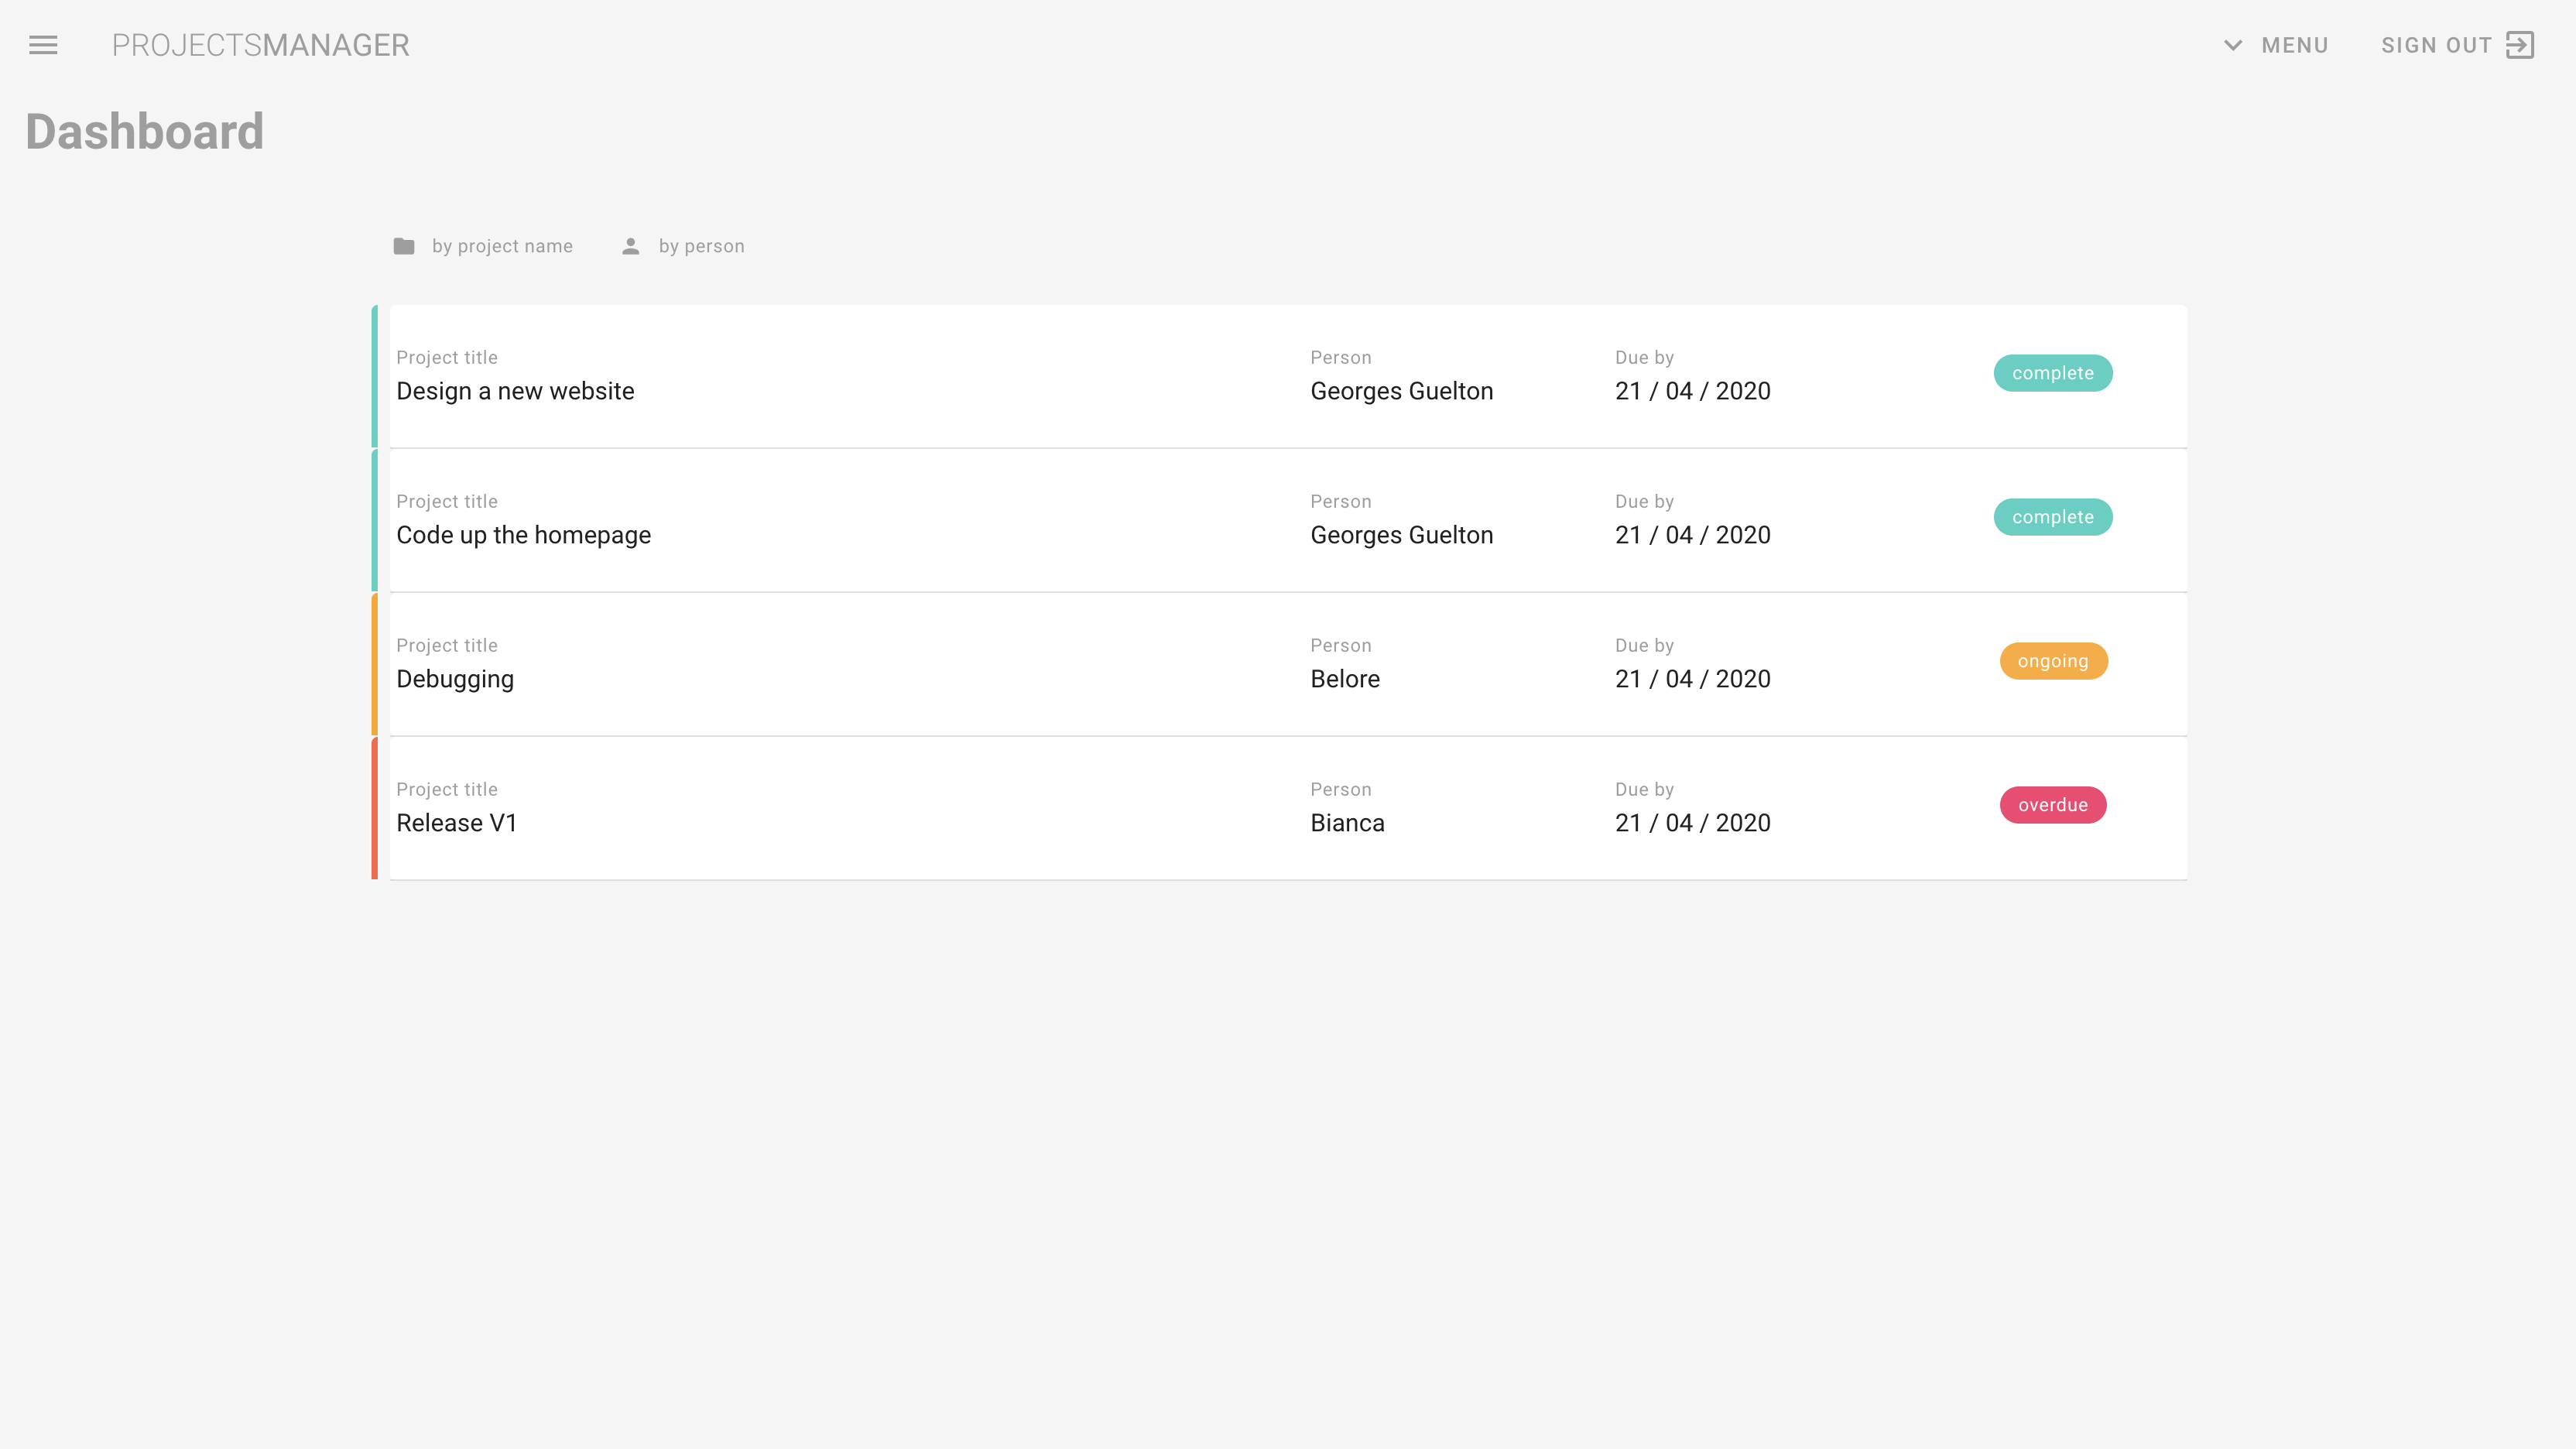 PROJECTSMANAGER
MENU
SIGN OUT
Dashboard
by project name
by person
Project title
Design a new website
Person
Georges Guelton
Due by
21 / 04 / 2020
complete
Project title
Code up the homepage
Person
Georges Guelton
Due by
21 / 04 / 2020
complete
Project title
Debugging
Person
Belore
Due by
21 / 04 / 2020
ongoing
Project title
Release V1
Person
Bianca
Due by
21 / 04 / 2020
overdue